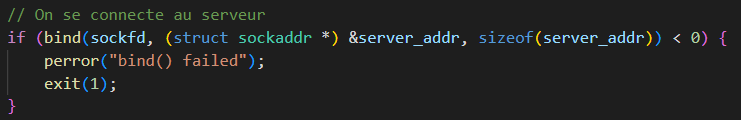 // On se connecte au serveur
if (bind(sockfd, (struct sockaddr *) &server_addr, sizeof(server_addr)) < 0) {
    perror("bind() failed");
    exit(1);
}